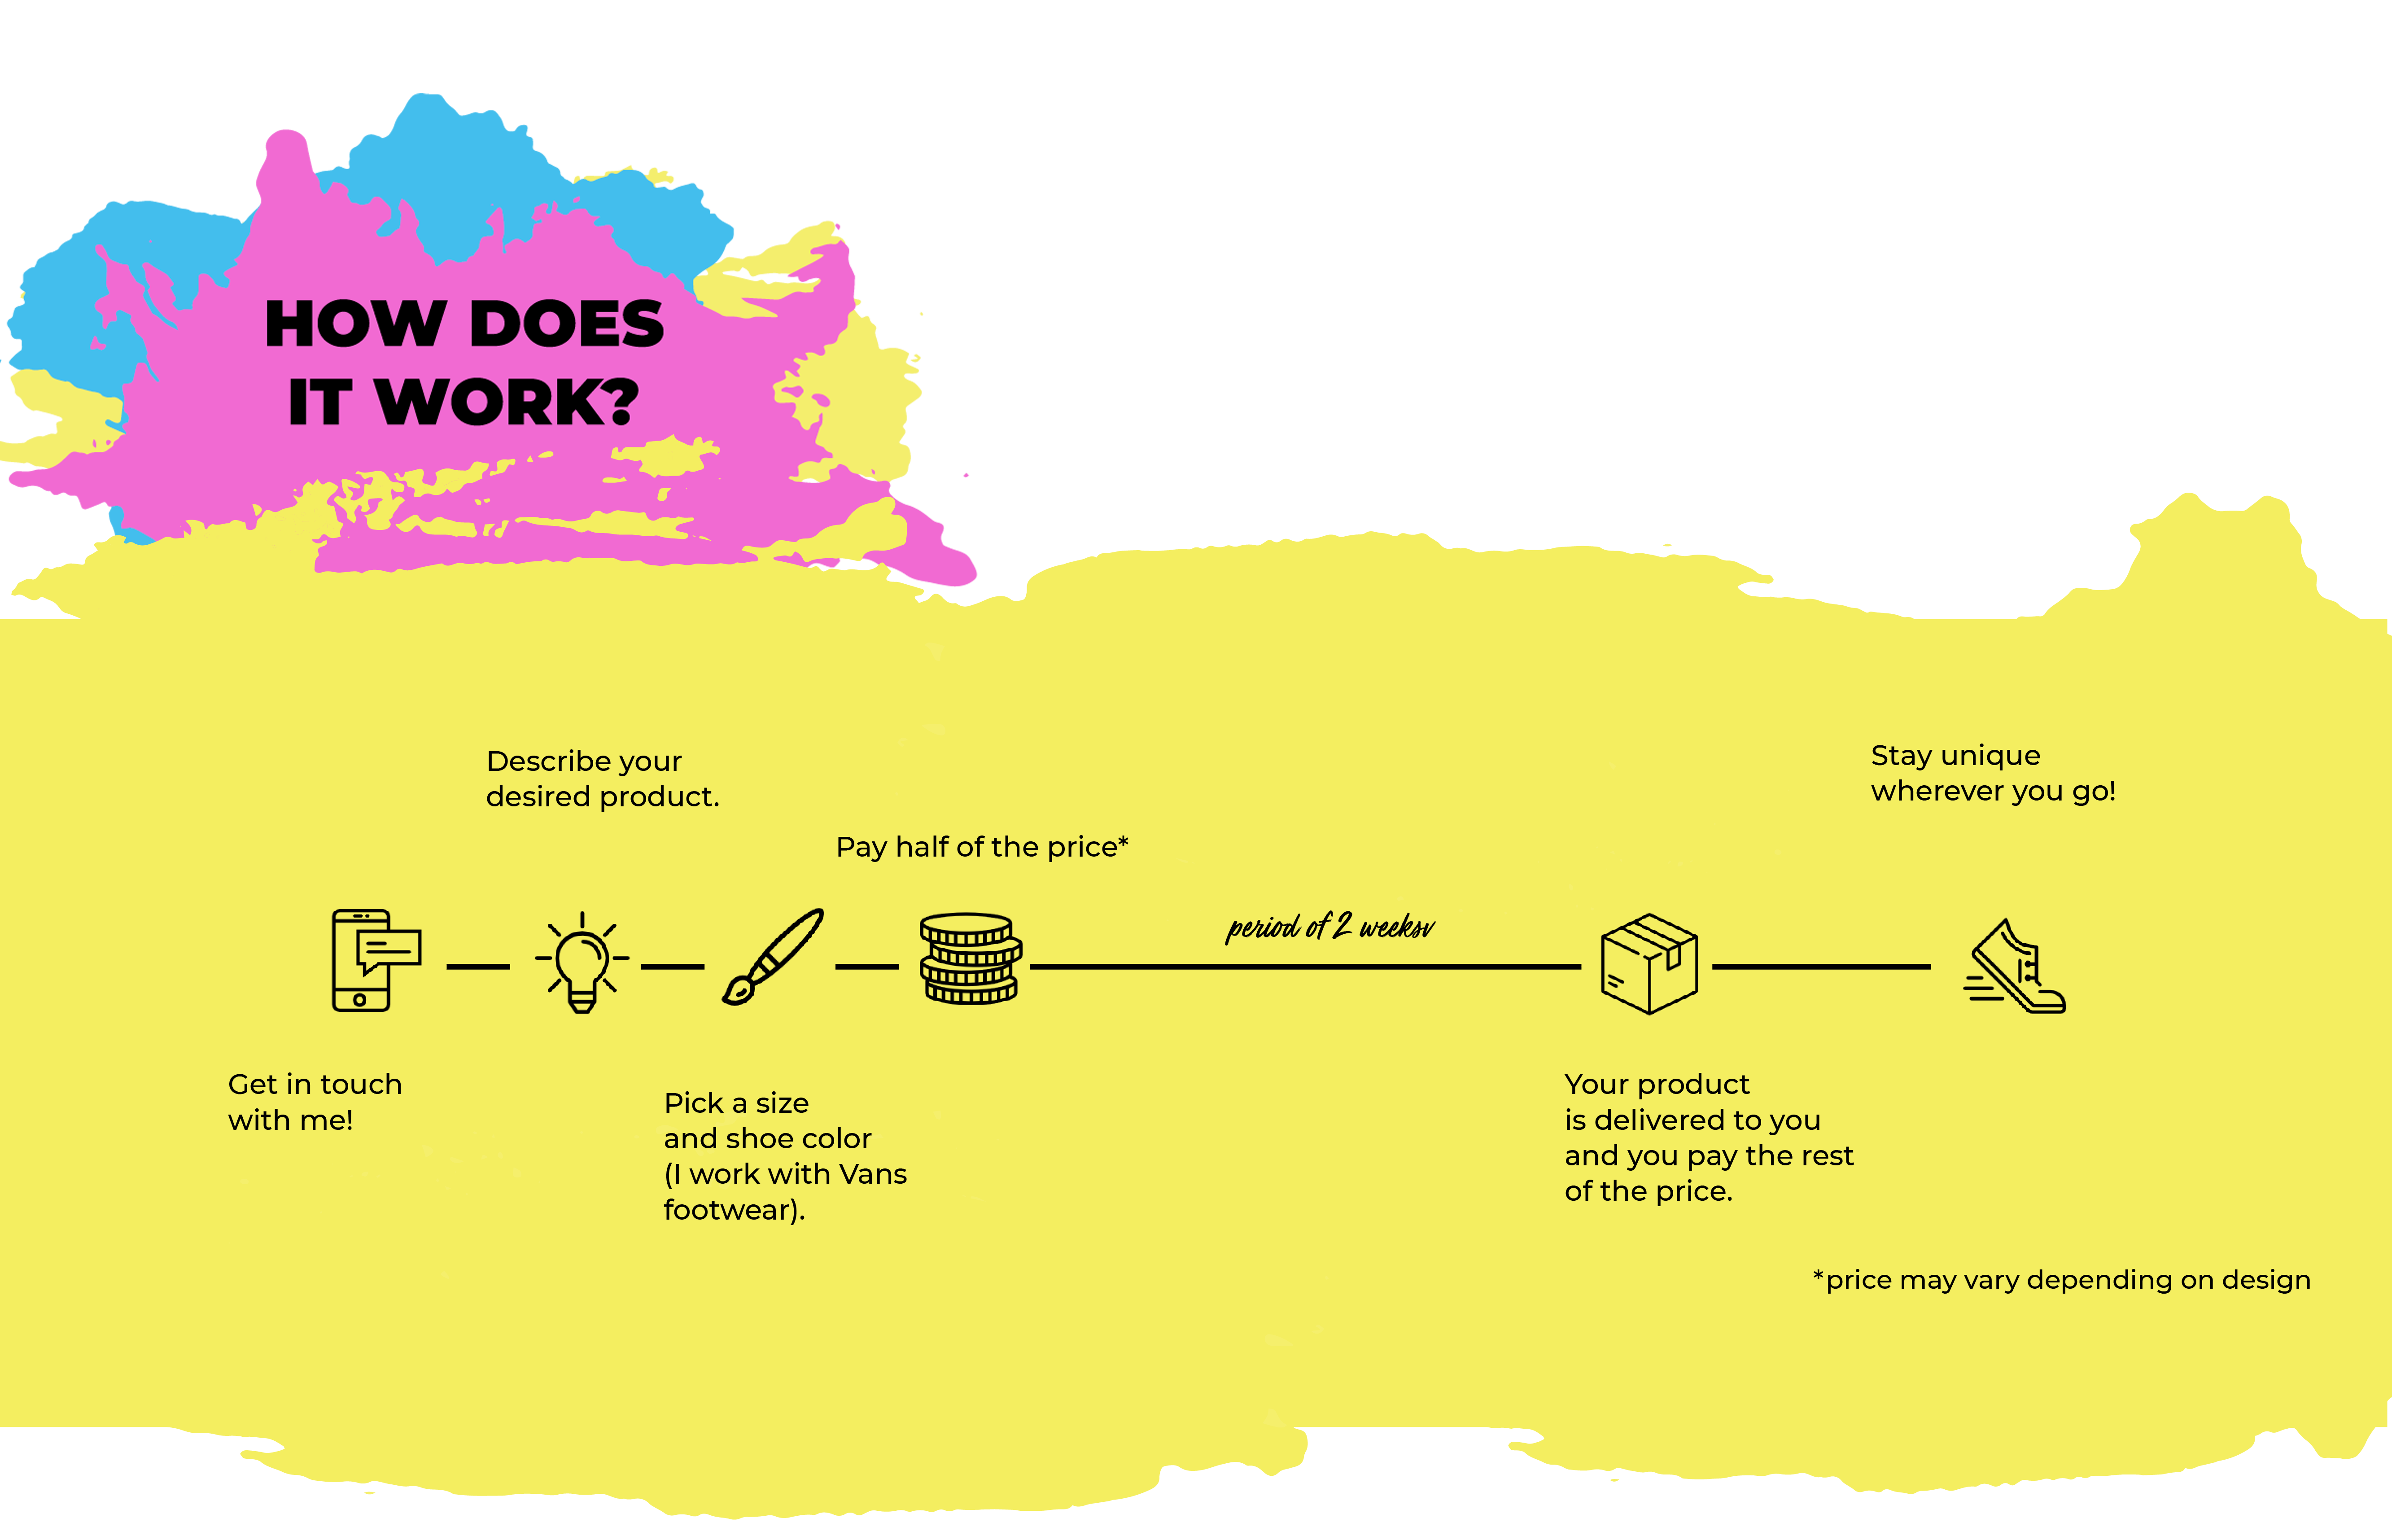 HOW DOES
IT WORK?
Describe your
desired product.
Stay unique
wherever you go!
Pay half of the price*
period of 2 weeksv
Get in touch
with me!
Pick a size
and shoe color
(I work with Vans
footwear).
Your product
is delivered to you
and you pay the rest
of the price.
*price may vary depending on design